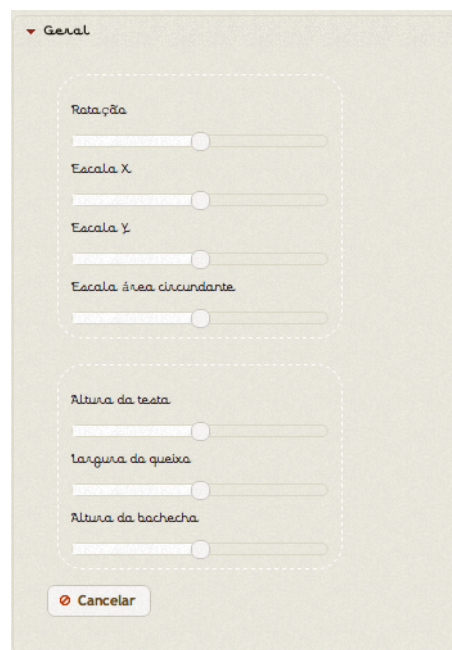 Geral
Rotação
Escala X
Escala Y
Escala área circundante
Altura da testa
Largura do queixo
Altura da bochecha
Cancelar